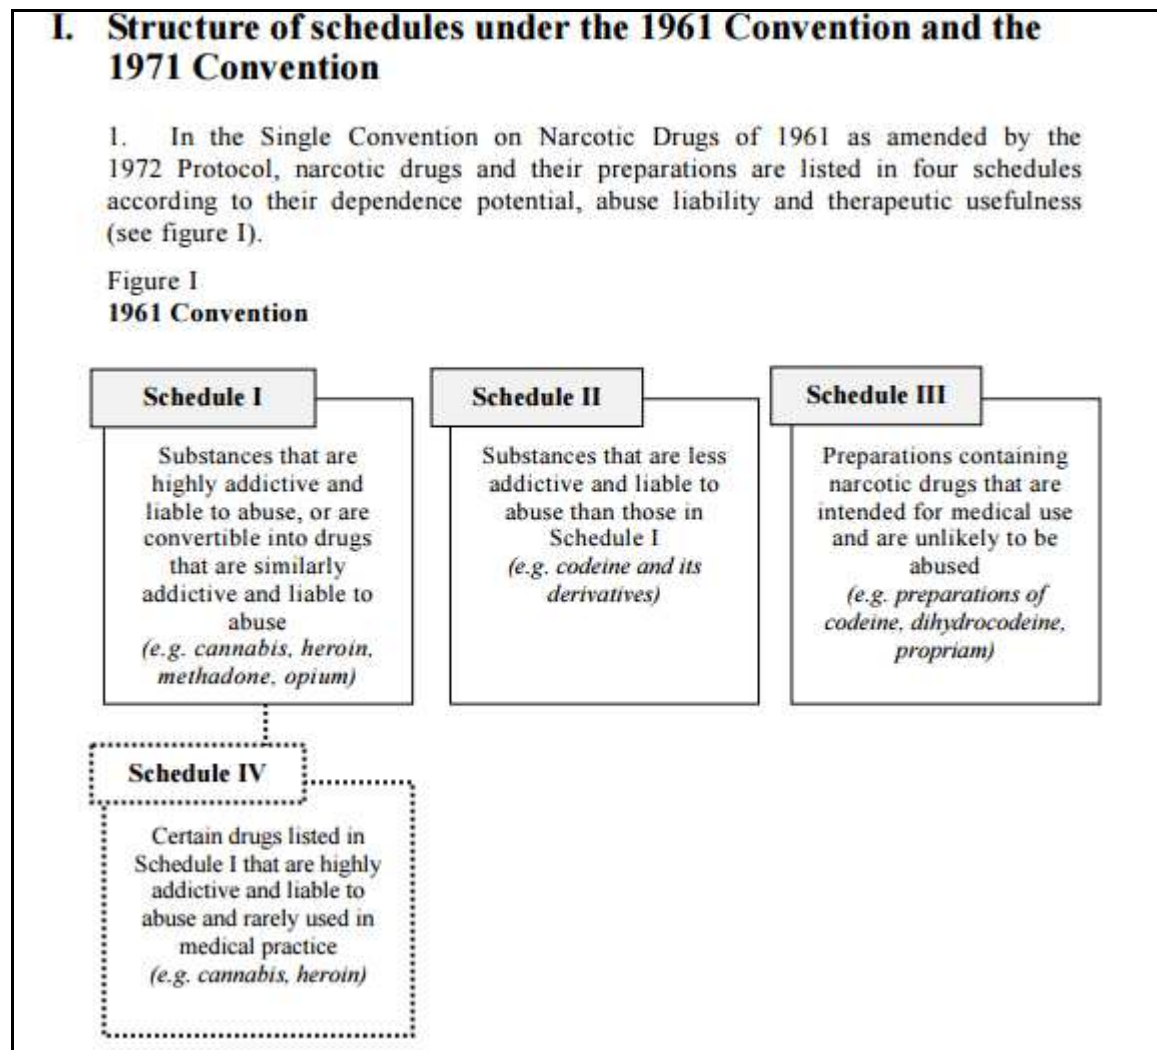 I. Structure of schedules under the 1961 Convention and the
1971 Convention
1. In the Single Convention on Narcotic Drugs of 1961 as amended by the
1972 Protocol, narcotic drugs and their preparations are listed in four schedules
according to their dependence potential, abuse liability and therapeutic usefulness
(see figure I).
Figure I
1961 Convention
Schedule I
Substances that are
highly addictive and
liable to abuse, or are
convertible into drugs
that are similarly
addictive and liable to
abuse
(e.g. cannabis, heroin,
methadone, opium)
Schedule II
Substances that are less
addictive and liable to
abuse than those in
Schedule I
(e.g. codeine and its
derivatives)
Schedule III
Preparations containing
narcotic drugs that are
intended for medical use
and are unlikely to be
abused
(e.g. preparations of
codeine, dihydrocodeine,
propriam)
Schedule IV
Certain drugs listed in
Schedule I that are highly
addictive and liable to
abuse and rarely used in
medical practice
(e.g. cannabis, heroin)